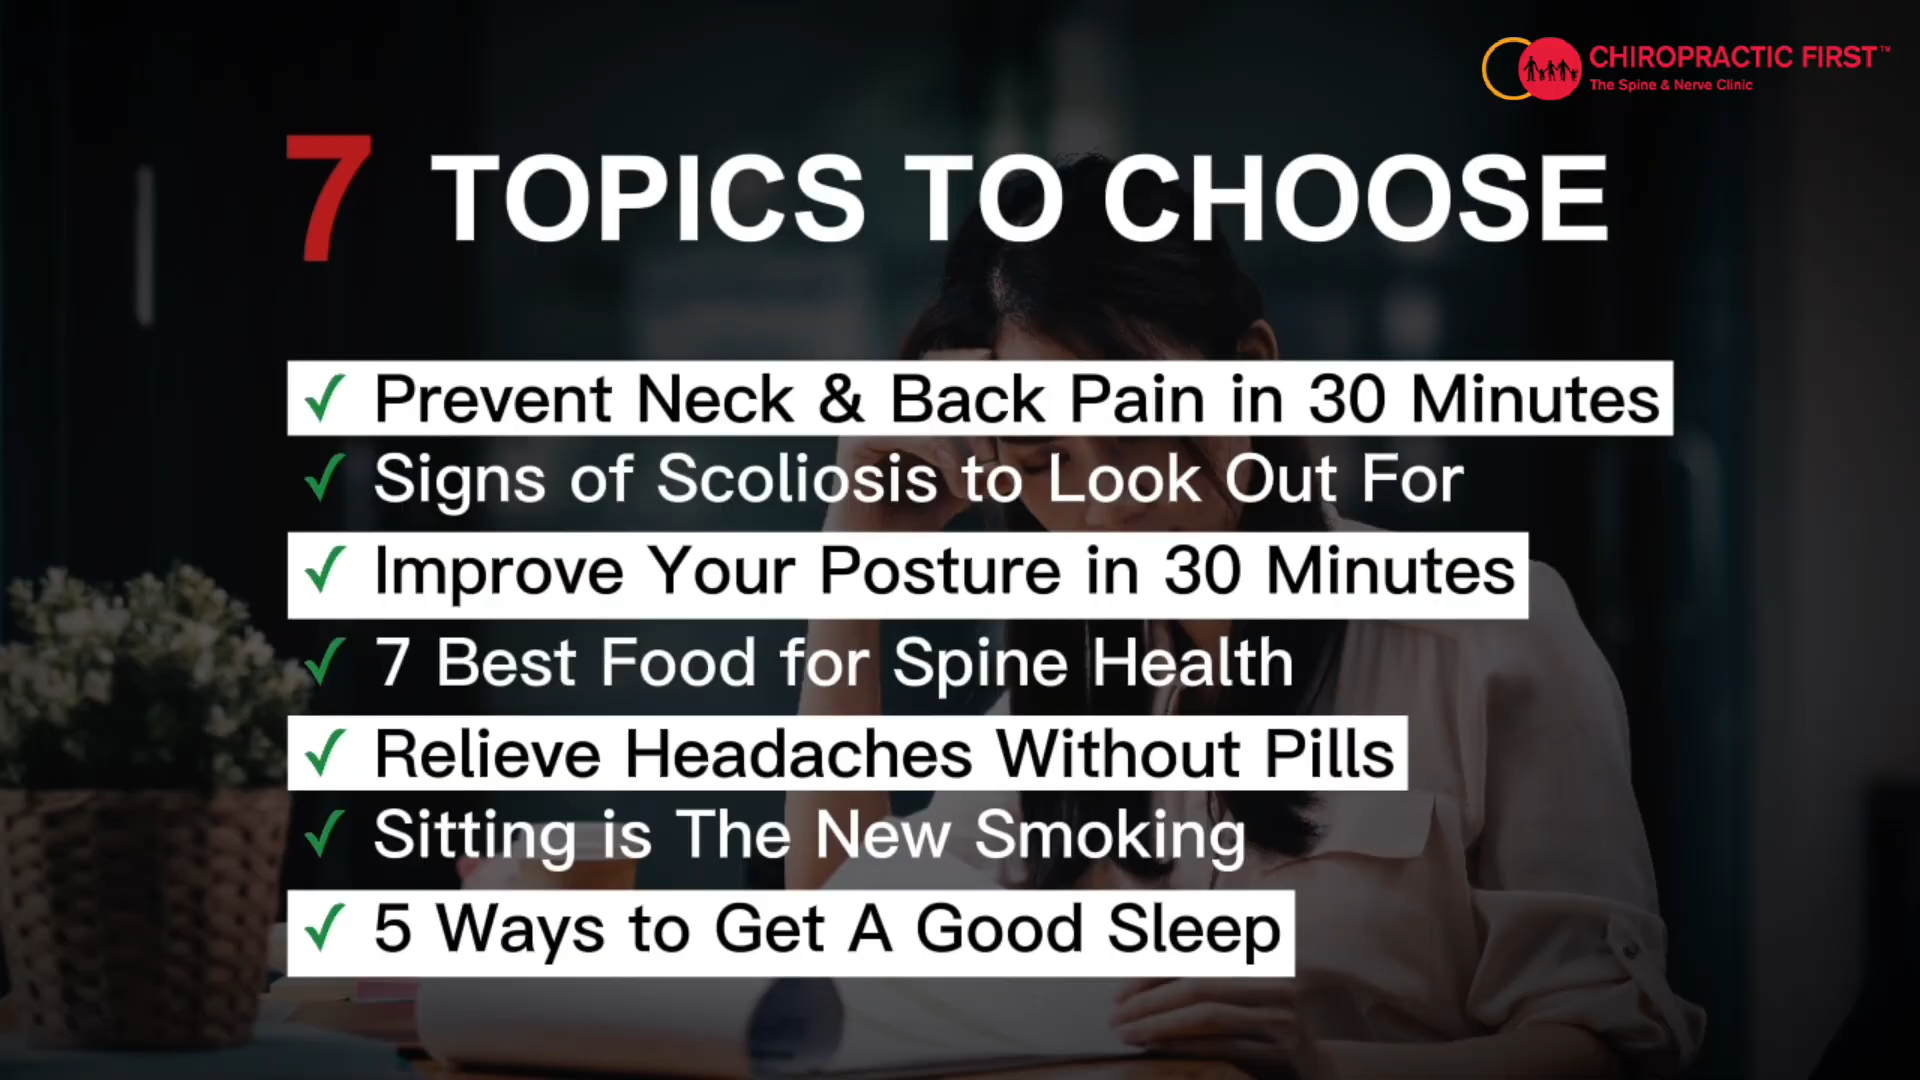 CHIROPRACTIC FIRST™
The Spine & Nerve Clinic
7 TOPICS TO CHOOSE
✓ Prevent Neck & Back Pain in 30 Minutes
✓ Signs of Scoliosis to Look Out For
✓ Improve Your Posture in 30 Minutes
✓ 7 Best Food for Spine Health
✓ Relieve Headaches Without Pills
✓ Sitting is The New Smoking
✓ 5 Ways to Get A Good Sleep